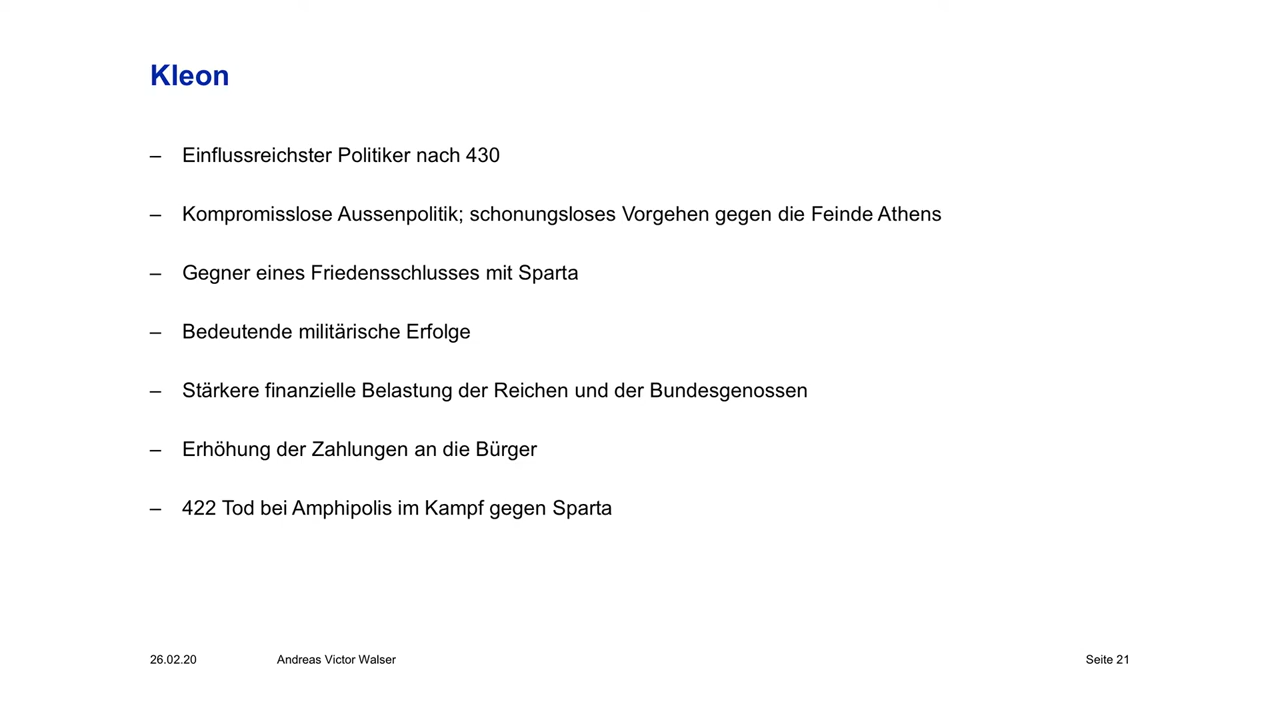 Kleon
– Einflussreichster Politiker nach 430
– Kompromisslose Aussenpolitik; schonungsloses Vorgehen gegen die Feinde Athens
– Gegner eines Friedensschlusses mit Sparta
– Bedeutende militärische Erfolge
– Stärkere finanzielle Belastung der Reichen und der Bundesgenossen
– Erhöhung der Zahlungen an die Bürger
– 422 Tod bei Amphipolis im Kampf gegen Sparta
26.02.20 Andreas Victor Walser Seite 21